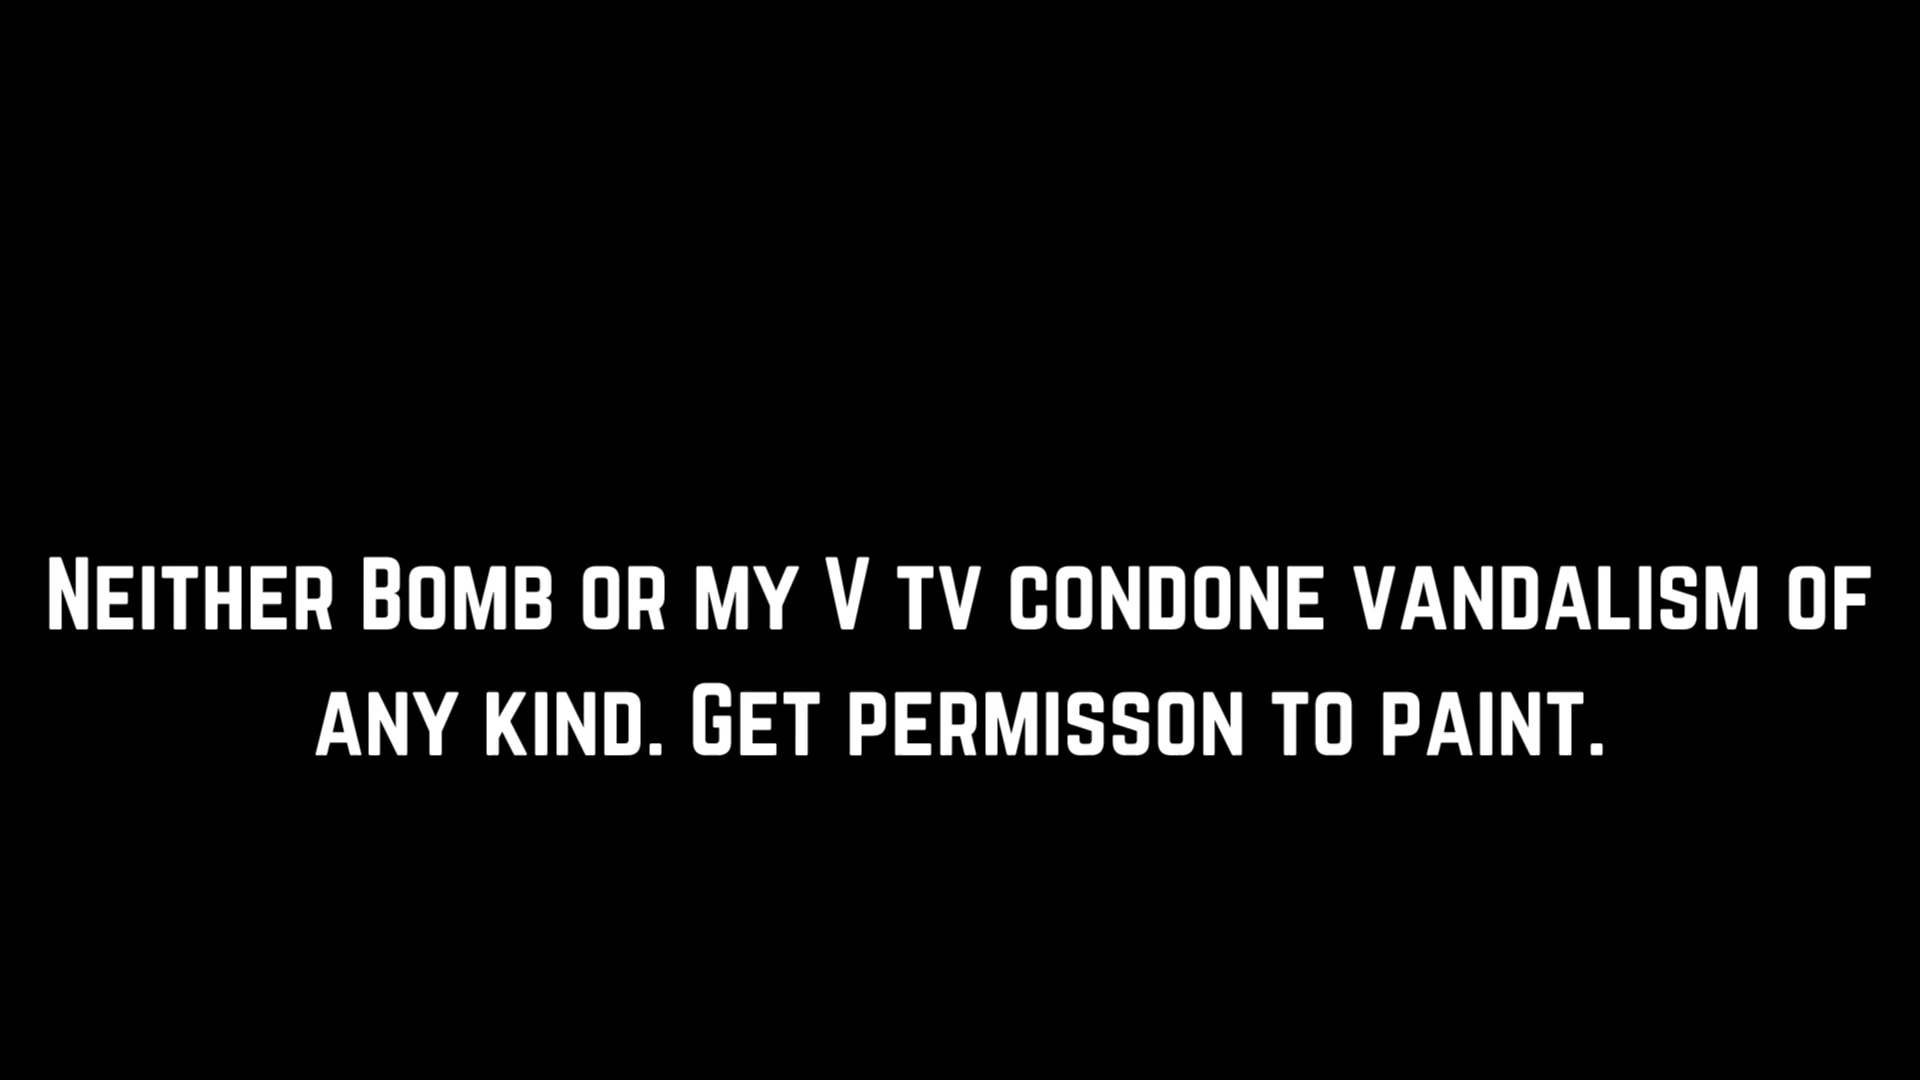 Neither Bomb or my V tv condone vandalism of
any kind. Get permisson to paint.